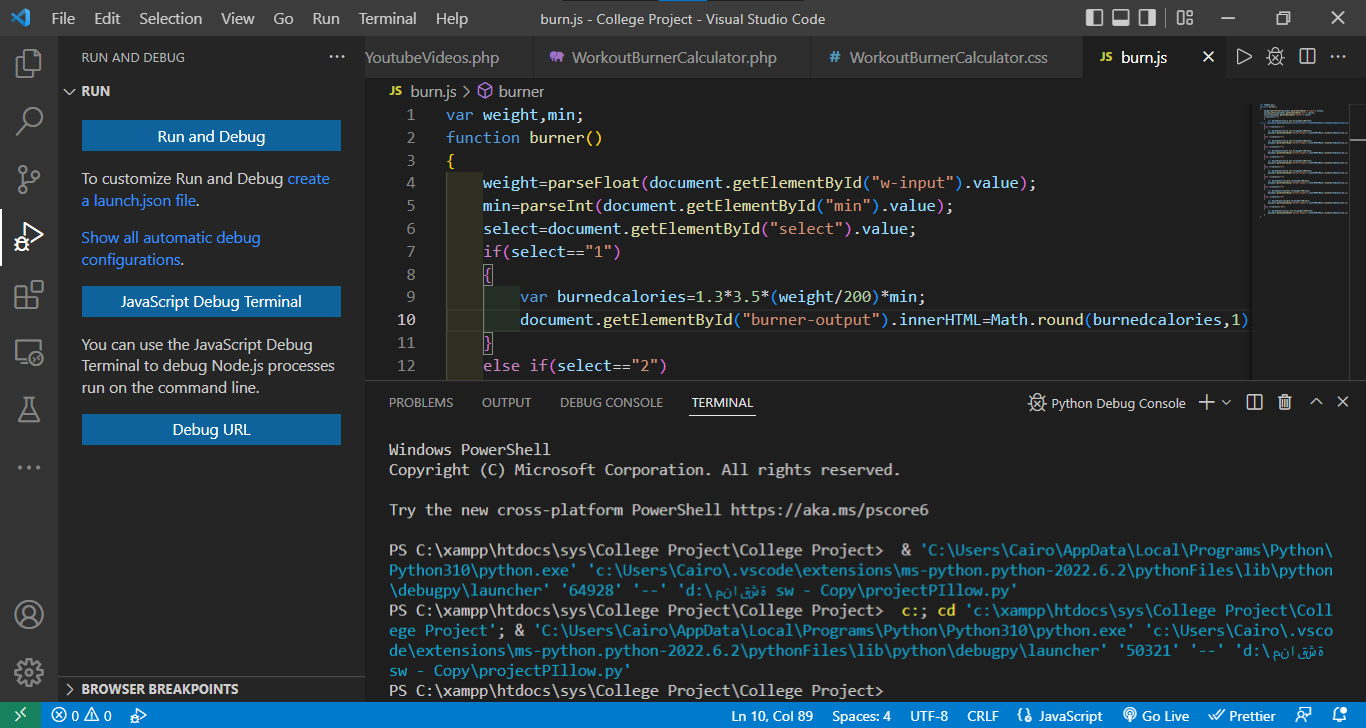 File Edit Selection View Go Run Terminal Help burn.js - College Project - Visual Studio Code
RUN AND DEBUG
RUN
Run and Debug
To customize Run and Debug create
a launch.json file.
Show all automatic debug
configurations.
JavaScript Debug Terminal
You can use the JavaScript Debug
Terminal to debug Node.js processes
run on the command line.
Debug URL
BROWSER BREAKPOINTS
YoutubeVideos.php WorkoutBurnerCalculator.php # WorkoutBurnerCalculator.css JS burn.js
JS burn.js > burner
1 var weight,min;
2 function burner()
3 {
4 weight=parseFloat(document.getElementById("w-input").value);
5 min=parseInt(document.getElementById("min").value);
6 select=document.getElementById("select").value;
7 if(select=="1")
8 {
9 var burnedcalories=1.3*3.5*(weight/200)*min;
10 document.getElementById("burner-output").innerHTML=Math.round(burnedcalories,1)
11 }
12 else if(select=="2")
PROBLEMS OUTPUT DEBUG CONSOLE TERMINAL Python Debug Console
Windows PowerShell
Copyright (C) Microsoft Corporation. All rights reserved.
Try the new cross-platform PowerShell https://aka.ms/pscore6
PS C:\xampp\htdocs\sys\College Project\College Project> & 'C:\Users\Cairo\AppData\Local\Programs\Python\
Python310\python.exe' 'c:\Users\Cairo\.vscode\extensions\ms-python.python-2022.6.2\pythonFiles\lib\python
\debugpy\launcher' '64928' '--' 'd:\ sw - Copy\projectPIllow.py'
PS C:\xampp\htdocs\sys\College Project\College Project> c:; cd 'c:\xampp\htdocs\sys\College Project\Coll
ege Project'; & 'C:\Users\Cairo\AppData\Local\Programs\Python\Python310\python.exe' 'c:\Users\Cairo\.vsco
de\extensions\ms-python.python-2022.6.2\pythonFiles\lib\python\debugpy\launcher' '50321' '--' 'd:\
sw - Copy\projectPIllow.py'
PS C:\xampp\htdocs\sys\College Project\College Project>
0 0 Ln 10, Col 89 Spaces: 4 UTF-8 CRLF JavaScript Go Live Prettier